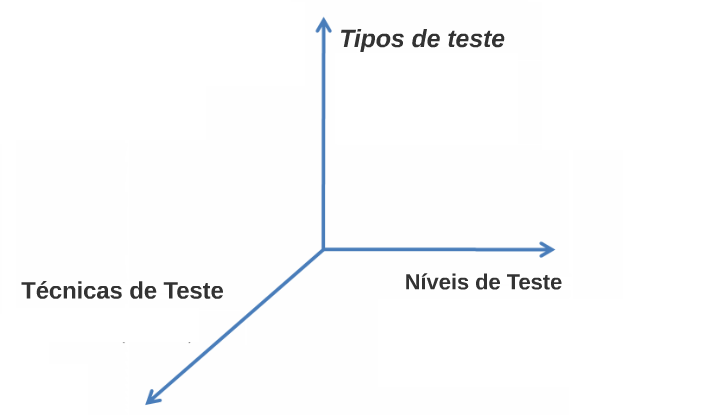 Tipos de teste
Níveis de Teste
Técnicas de Teste